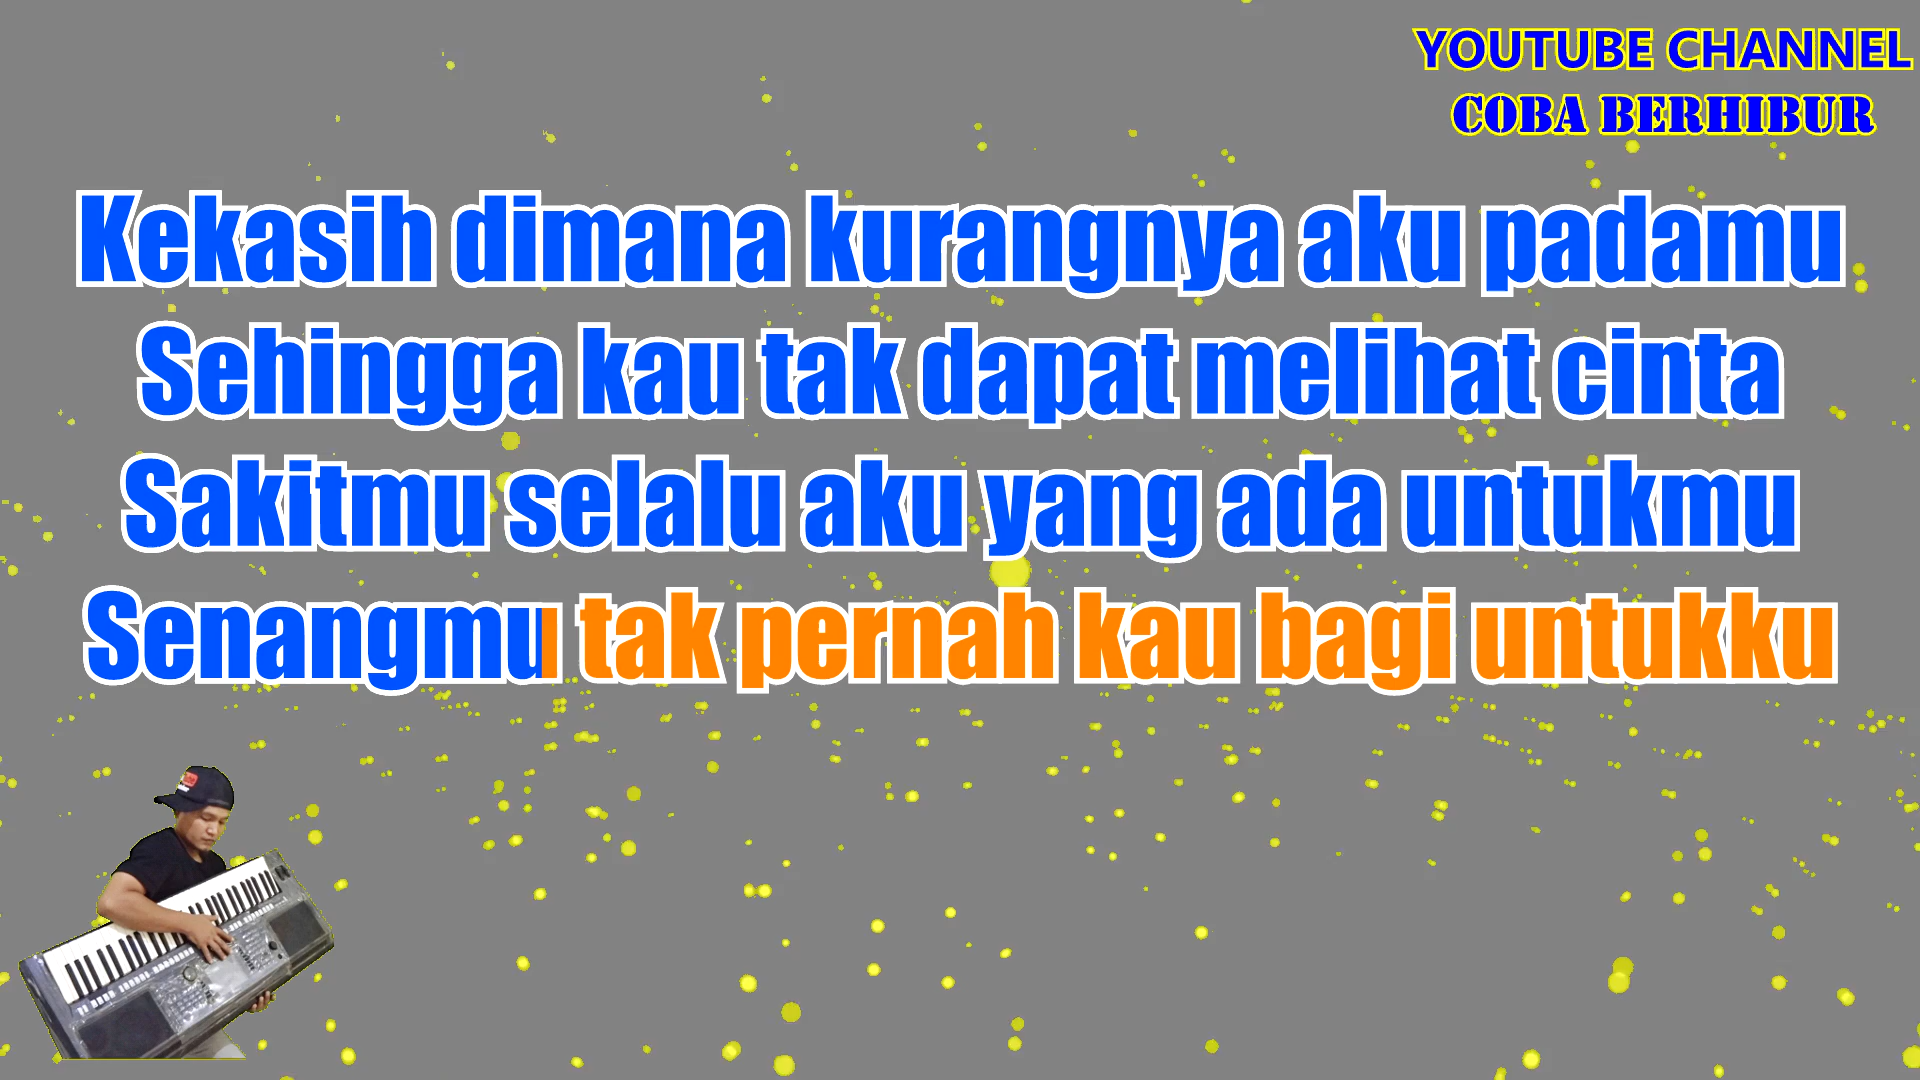 YOUTUBE CHANNEL
COBA BERHIBUR
Kekasih dimana kurangnya aku padamu
Sehingga kau tak dapat melihat cinta
Sakitmu selalu aku yang ada untukmu
Senangmu tak pernah kau bagi untukku